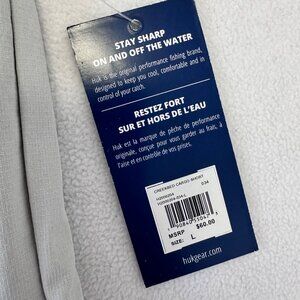 STAY SHARP
ON AND OFF THE WATER
Huk is the original performance fishing brand,
designed to keep you cool, comfortable and in
control of your catch.
RESTEZ FORT
SUR ET HORS DE L'EAU
Huk est la marque de pêche de performance
originale, conçue pour vous garder au frais, à
l'aise et en contrôle de vos prises.
CREEKBED CARGO SHORT
H2000204 034
MSRP $60.00
SIZE: L
hukgear.com